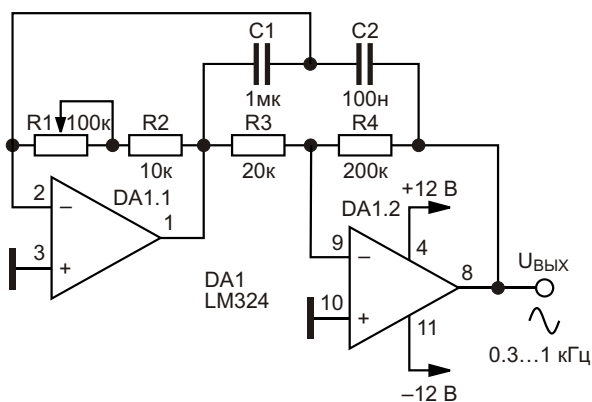 C1
C2
1мк
100н
R1
100к
R2
R3
R4
10к
20к
200к
2
–
DA1.1
1
3
+
+12 В
DA1.2
4
9
–
8
UВЫХ
DA1
LM324
10
+
11
0.3...1 кГц
–12 В